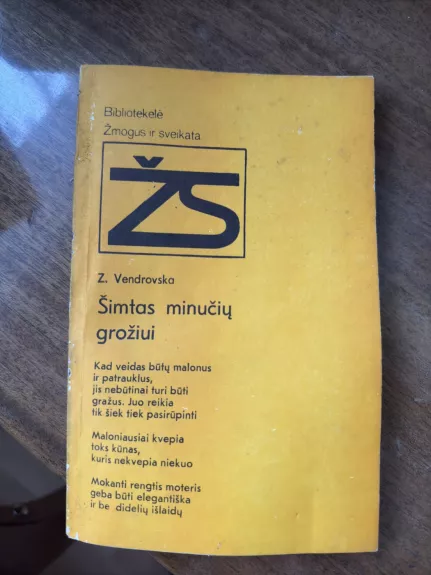 Bibliotekelė
Žmogus ir sveikata
ŽS
Z. Vendrovska
Šimtas minučių
grožiui
Kad veidas būtų malonus
ir patrauklus,
jis nebūtinai turi būti
gražus. Juo reikia
tik šiek tiek pasirūpinti
Maloniausiai kvepia
toks kūnas,
kuris nekvepia niekuo
Mokanti rengtis moteris
geba būti elegantiška
ir be didelių išlaidų